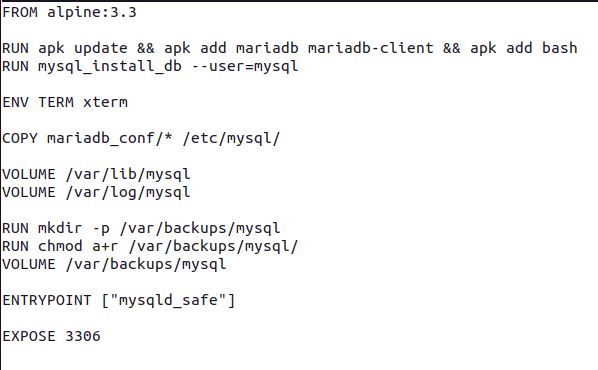 FROM alpine:3.3
RUN apk update && apk add mariadb mariadb-client && apk add bash
RUN mysql_install_db --user=mysql
ENV TERM xterm
COPY mariadb_conf/* /etc/mysql/
VOLUME /var/lib/mysql
VOLUME /var/log/mysql
RUN mkdir -p /var/backups/mysql
RUN chmod a+r /var/backups/mysql/
VOLUME /var/backups/mysql
ENTRYPOINT ["mysqld_safe"]
EXPOSE 3306